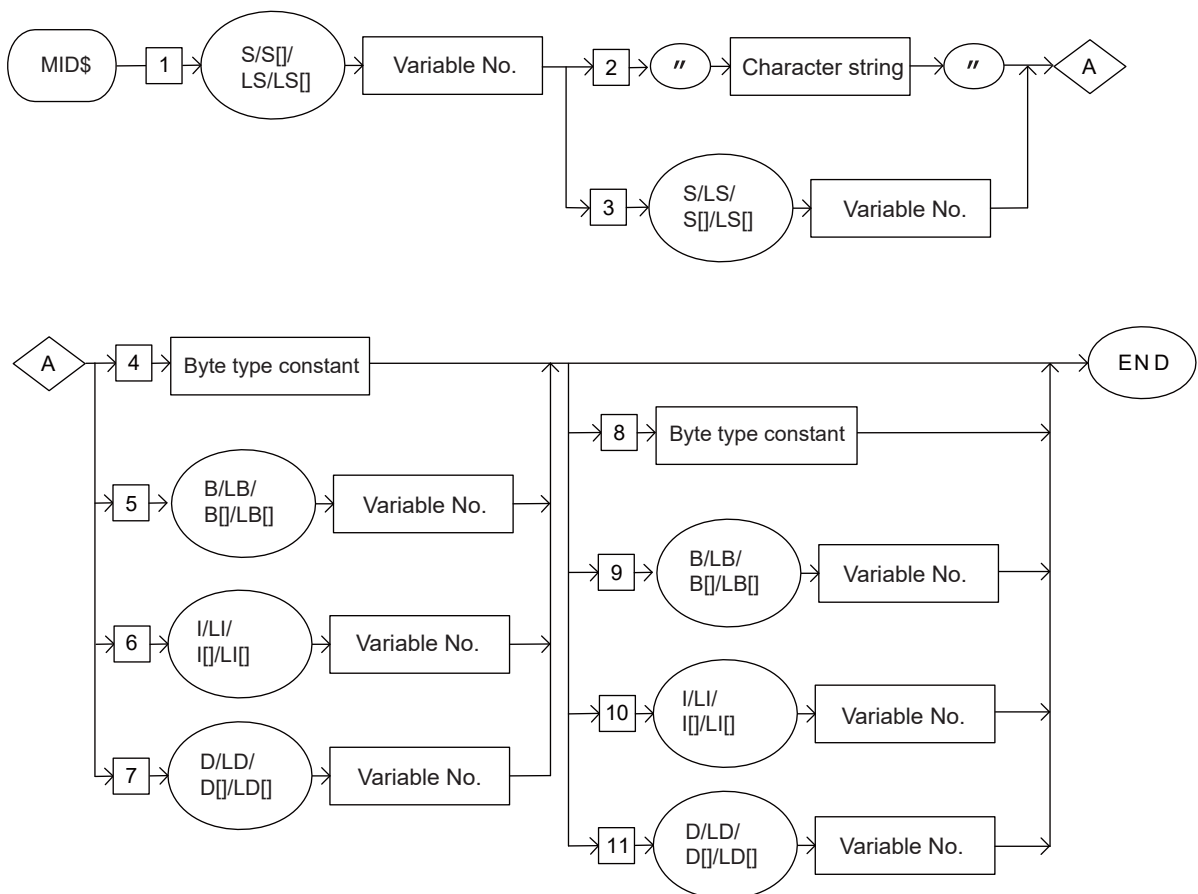 MID$
1
S/S[]/
LS/LS[]
Variable No.
2
"
Character string
"
A
3
S/LS/
S[]/LS[]
Variable No.
A
4
Byte type constant
END
8
Byte type constant
5
B/LB/
B[]/LB[]
Variable No.
9
B/LB/
B[]/LB[]
Variable No.
6
I/LI/
I[]/LI[]
Variable No.
10
I/LI/
I[]/LI[]
Variable No.
7
D/LD/
D[]/LD[]
Variable No.
11
D/LD/
D[]/LD[]
Variable No.